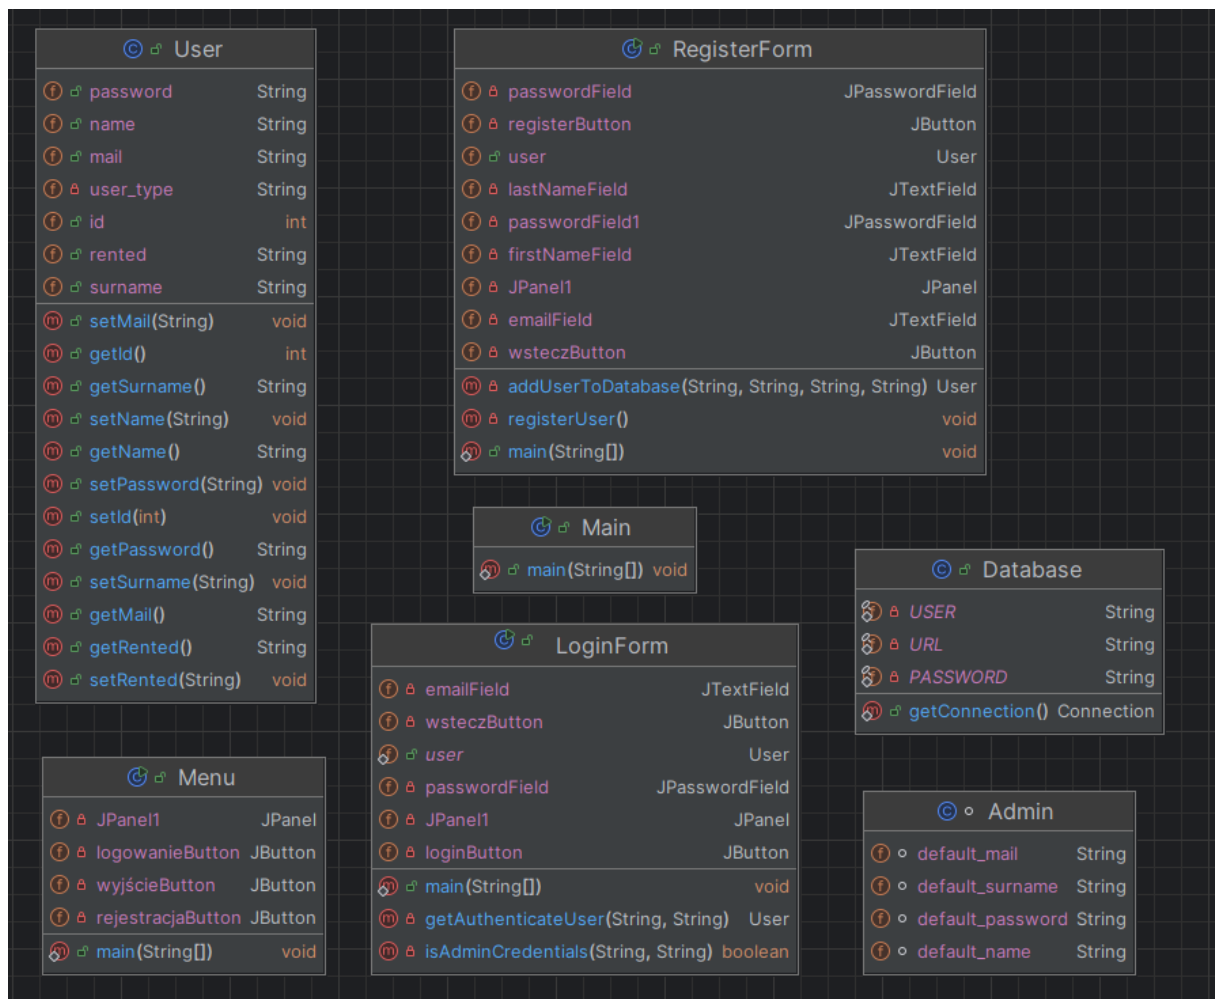 User
password String
name String
mail String
user_type String
id int
rented String
surname String
setMail(String) void
getId() int
getSurname() String
setName(String) void
getName() String
setPassword(String) void
setId(int) void
getPassword() String
setSurname(String) void
getMail() String
getRented() String
setRented(String) void
RegisterForm
passwordField JPasswordField
registerButton JButton
user User
lastNameField JTextField
passwordField1 JPasswordField
firstNameField JTextField
JPanel1 JPanel
emailField JTextField
wsteczButton JButton
addUserToDatabase(String, String, String, String) User
registerUser() void
main(String[]) void
Main
main(String[]) void
Database
USER String
URL String
PASSWORD String
getConnection() Connection
LoginForm
emailField JTextField
wsteczButton JButton
user User
passwordField JPasswordField
JPanel1 JPanel
loginButton JButton
main(String[]) void
getAuthenticateUser(String, String) User
isAdminCredentials(String, String) boolean
Menu
JPanel1 JPanel
logowanieButton JButton
wyjścieButton JButton
rejestracjaButton JButton
main(String[]) void
Admin
default_mail String
default_surname String
default_password String
default_name String